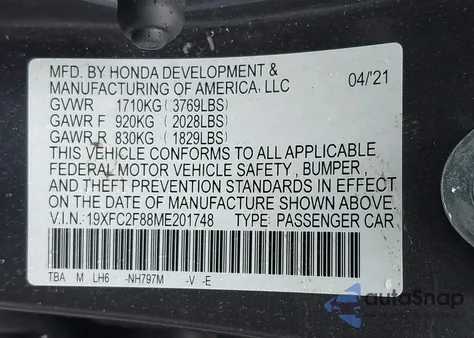 MFD. BY HONDA DEVELOPMENT &
MANUFACTURING OF AMERICA, LLC 04/21
GVWR 1710KG (3769LBS)
GAWR F 920KG (2028LBS)
GAWR R 830KG (1829LBS)
THIS VEHICLE CONFORMS TO ALL APPLICABLE
FEDERAL MOTOR VEHICLE SAFETY, BUMPER,
AND THEFT PREVENTION STANDARDS IN EFFECT
ON THE DATE OF MANUFACTURE SHOWN ABOVE.
V.I.N.: 19XFC2F88ME201748 TYPE: PASSENGER CAR
TBA M LH6 -NH797M -V -E
autoSnap